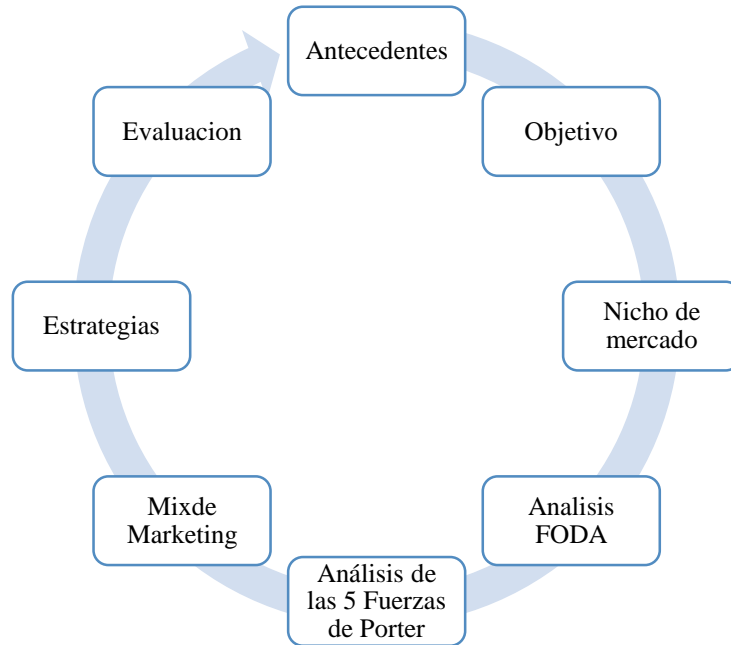 Antecedentes
Objetivo
Nicho de
mercado
Analisis
FODA
Análisis de
las 5 Fuerzas
de Porter
Mixde
Marketing
Estrategias
Evaluacion